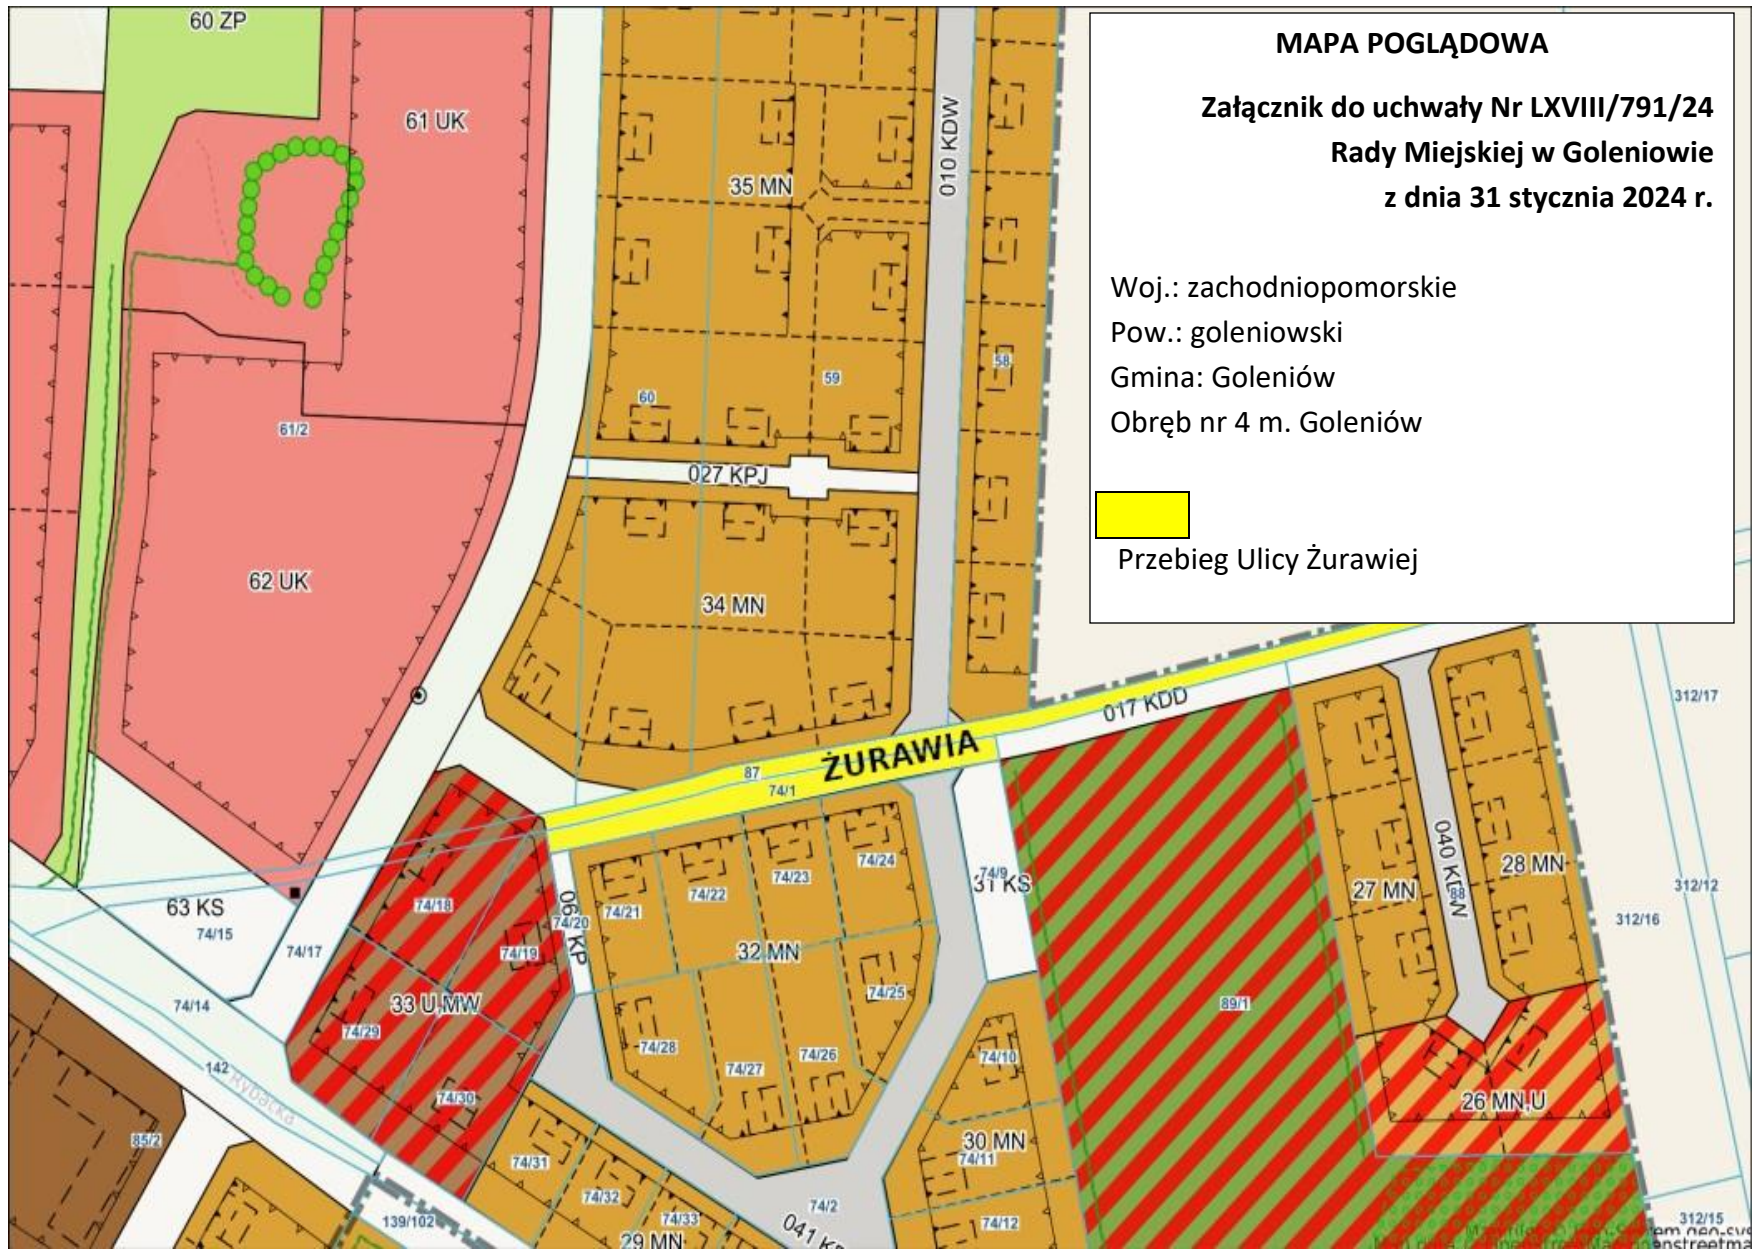 MAPA POGLĄDOWA
Załącznik do uchwały Nr LXVIII/791/24
Rady Miejskiej w Goleniowie
z dnia 31 stycznia 2024 r.
Woj.: zachodniopomorskie
Pow.: goleniowski
Gmina: Goleniów
Obręb nr 4 m. Goleniów
Przebieg Ulicy Żurawiej
60 ZP
61 UK
010 KDW
35 MN
58
59
60
61/2
027 KPJ
62 UK
34 MN
312/17
017 KDD
ŻURAWIA
87
74/1
74/24
74/23
74/22
74/21
74/9
31 KS
040
88
28 MN
27 MN
312/12
312/16
63 KS
74/15
74/18
74/20
KP
74/19
74/17
32 MN
74/25
74/14
33 U,MW
74/29
89/1
74/28
74/26
74/27
74/10
142
Rybacka
74/30
26 MN,U
85/2
30 MN
74/11
74/31
74/32
74/33
74/2
74/12
139/102
29 MN
041
312/15